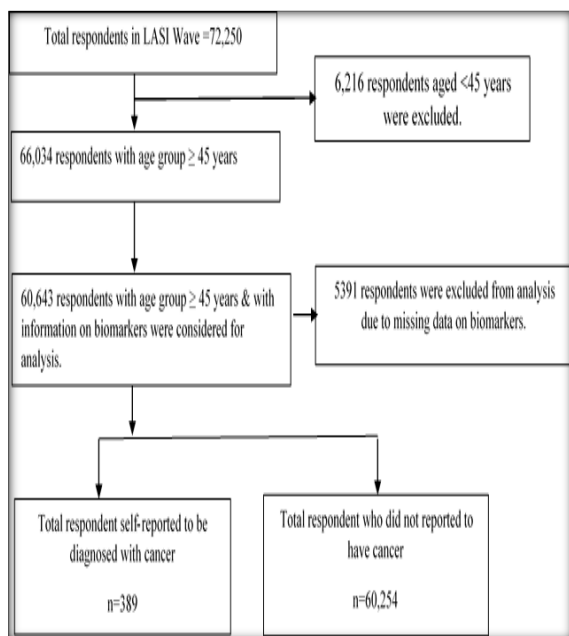 Total respondents in LASI Wave =72,250
6,216 respondents aged <45 years
were excluded.
66,034 respondents with age group ≥ 45 years
60,643 respondents with age group ≥ 45 years & with
information on biomarkers were considered for
analysis.
5391 respondents were excluded from analysis
due to missing data on biomarkers.
Total respondent self-reported to be
diagnosed with cancer
n=389
Total respondent who did not reported to
have cancer
n=60,254